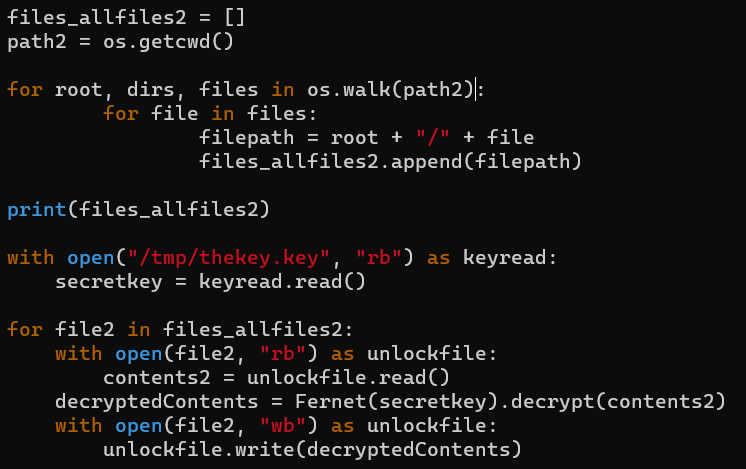 files_allfiles2 = []
path2 = os.getcwd()

for root, dirs, files in os.walk(path2):
        for file in files:
                filepath = root + "/" + file
                files_allfiles2.append(filepath)

print(files_allfiles2)

with open("/tmp/thekey.key", "rb") as keyread:
    secretkey = keyread.read()

for file2 in files_allfiles2:
    with open(file2, "rb") as unlockfile:
        contents2 = unlockfile.read()
    decryptedContents = Fernet(secretkey).decrypt(contents2)
    with open(file2, "wb") as unlockfile:
        unlockfile.write(decryptedContents)